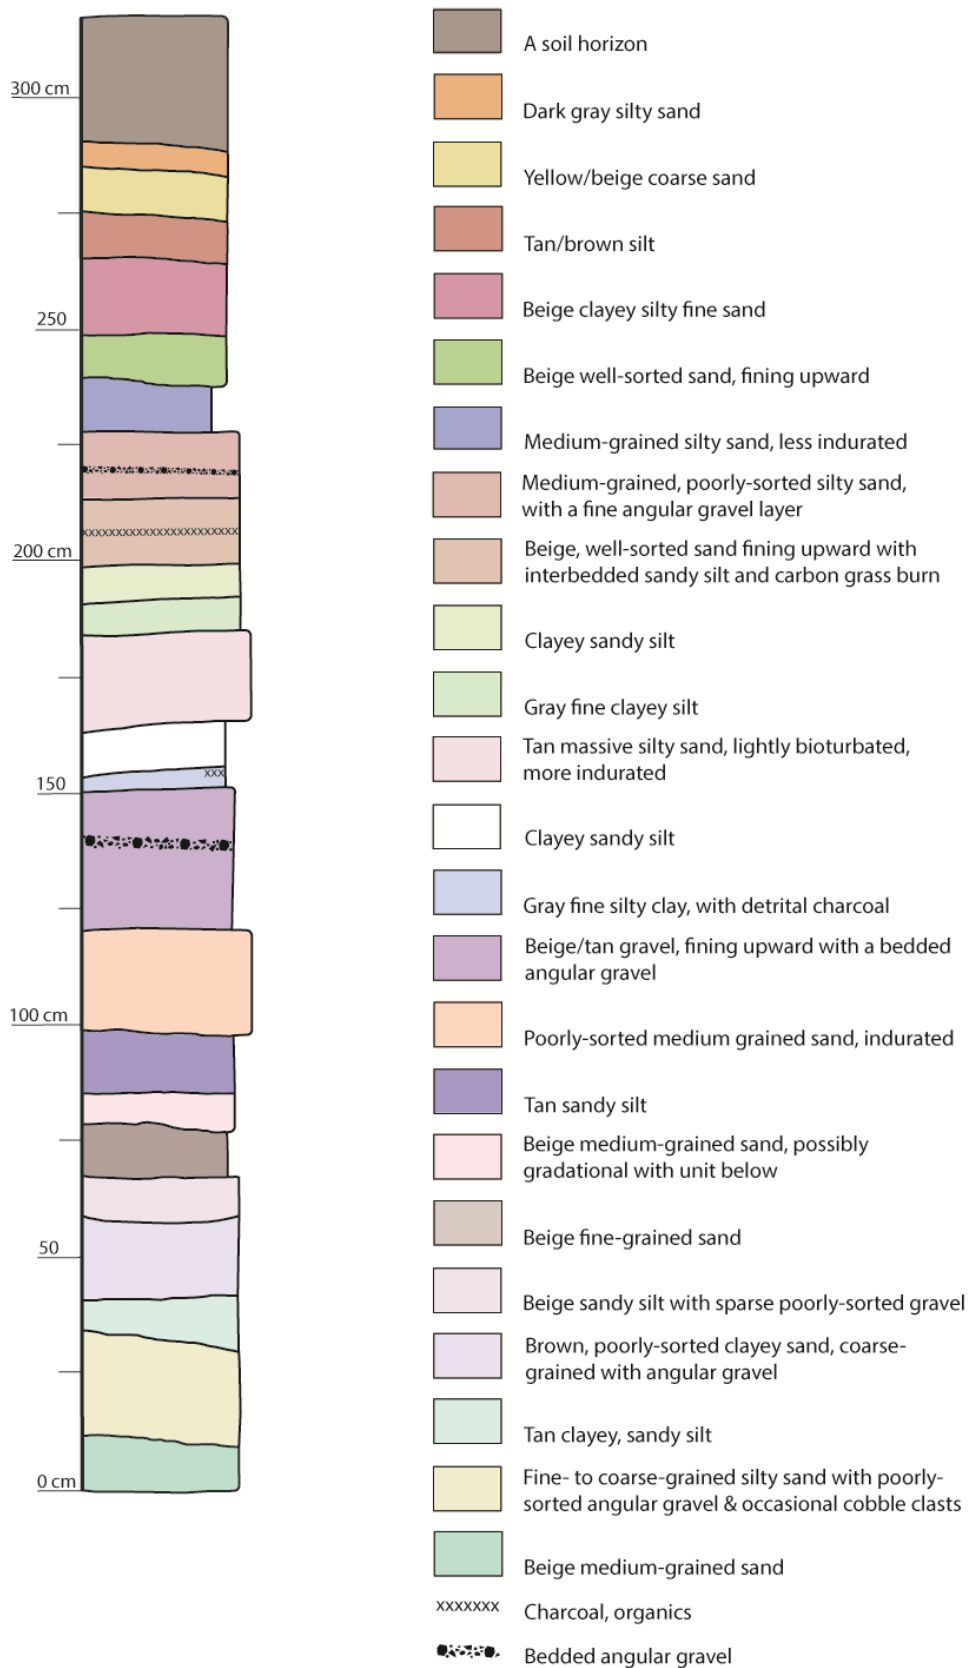 A soil horizon
300 cm
Dark gray silty sand
Yellow/beige coarse sand
Tan/brown silt
Beige clayey silty fine sand
250
Beige well-sorted sand, fining upward
Medium-grained silty sand, less indurated
Medium-grained, poorly-sorted silty sand,
with a fine angular gravel layer
xxxxxxxxxxxxxxxxxxxxxxx
200 cm
Beige, well-sorted sand fining upward with
interbedded sandy silt and carbon grass burn
Clayey sandy silt
Gray fine clayey silt
Tan massive silty sand, lightly bioturbated,
more indurated
xxx
150
Clayey sandy silt
Gray fine silty clay, with detrital charcoal
Beige/tan gravel, fining upward with a bedded
angular gravel
100 cm
Poorly-sorted medium grained sand, indurated
Tan sandy silt
Beige medium-grained sand, possibly
gradational with unit below
Beige fine-grained sand
50
Beige sandy silt with sparse poorly-sorted gravel
Brown, poorly-sorted clayey sand, coarse-
grained with angular gravel
Tan clayey, sandy silt
0 cm
Fine- to coarse-grained silty sand with poorly-
sorted angular gravel & occasional cobble clasts
Beige medium-grained sand
xxxxxxx
Charcoal, organics
Bedded angular gravel